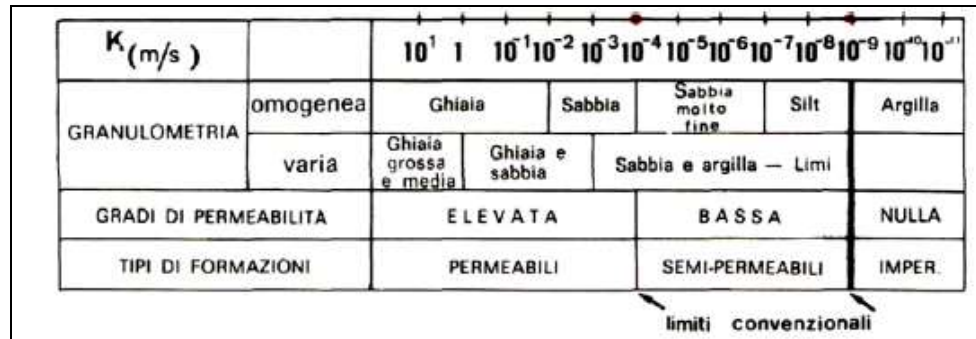 K (m/s) 10¹ 1 10⁻¹ 10⁻² 10⁻³ 10⁻⁴ 10⁻⁵ 10⁻⁶ 10⁻⁷ 10⁻⁸ 10⁻⁹ 10⁻¹⁰ 10⁻¹¹
GRANULOMETRIA
omogenea Ghiaia Sabbia Sabbia molto fine Silt Argilla
varia Ghiaia grossa e media Ghiaia e sabbia Sabbia e argilla — Limi
GRADI DI PERMEABILITA ELEVATA BASSA NULLA
TIPI DI FORMAZIONI PERMEABILI SEMI-PERMEABILI IMPER.
limiti convenzionali